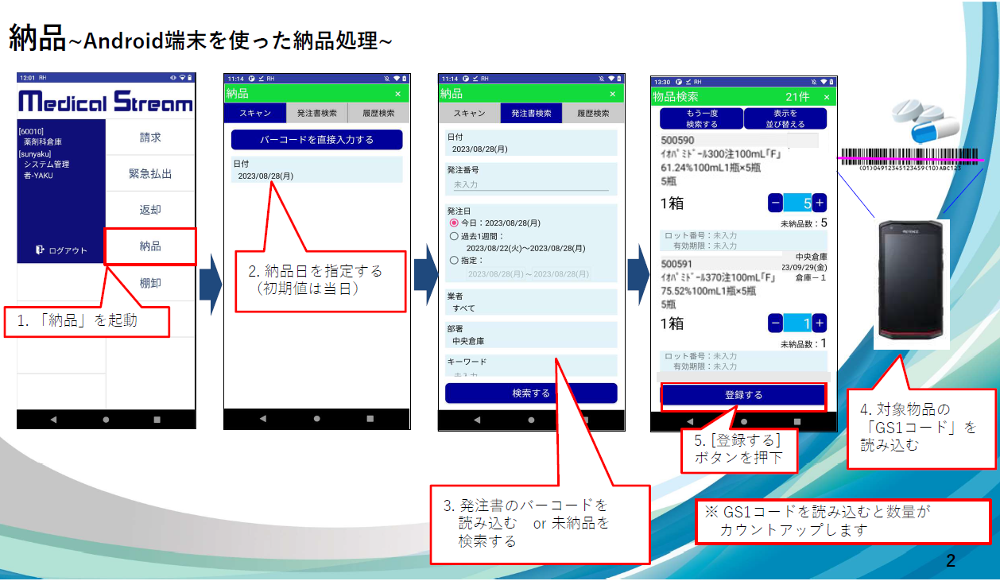 納品~Android端末を使った納品処理~
12:01 RH
Medical Stream
[60010]
薬剤科倉庫
[sunyaku]
システム管理
者-YAKU
ログアウト
請求
緊急払出
返却
納品
棚卸
1. 「納品」を起動
11:14 RH
納品 ×
スキャン 発注書検索 履歴検索
バーコードを直接入力する
日付
2023/08/28(月)
2. 納品日を指定する
（初期値は当日）
11:14 RH
納品 ×
スキャン 発注書検索 履歴検索
日付
2023/08/28(月)
発注番号
未入力
発注日
今日：2023/08/28(月)
過去1週間：
2023/08/22(火)～2023/08/28(月)
指定：
2023/08/28(月)～2023/08/28(月)
業者
すべて
部署
中央倉庫
キーワード
未入力
検索する
3. 発注書のバーコードを
読み込む or 未納品を
検索する
13:30 RH
物品検索 21件 ×
もう一度
検索する
表示を
並び替える
500590
ｲｵﾊﾟﾐﾄﾞｰﾙ300注100mL「F」
61.24%100mL1瓶×5瓶
5瓶
1箱 − 5 +
未納品数：5
ロット番号：未入力
有効期限：未入力
500591 中央倉庫
23/09/29(金)
ｲｵﾊﾟﾐﾄﾞｰﾙ370注100mL「F」 倉庫－1
75.52%100mL1瓶×5瓶
5瓶
1箱 − 1 +
未納品数：1
ロット番号：未入力
有効期限：未入力
登録する
5. [登録する]
ボタンを押下
(01)04912345123459(10)ABC123
KEYENCE
4. 対象物品の
「GS1コード」を
読み込む
※ GS1コードを読み込むと数量が
カウントアップします
2